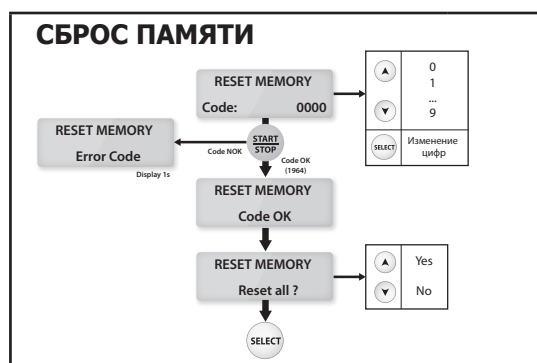 СБРОС ПАМЯТИ
RESET MEMORY
Code: 0000
0
1
...
9
SELECT
Изменение
цифр
START
STOP
RESET MEMORY
Error Code
Display 1s
Code NOK
Code OK
(1964)
RESET MEMORY
Code OK
RESET MEMORY
Reset all ?
Yes
No
SELECT